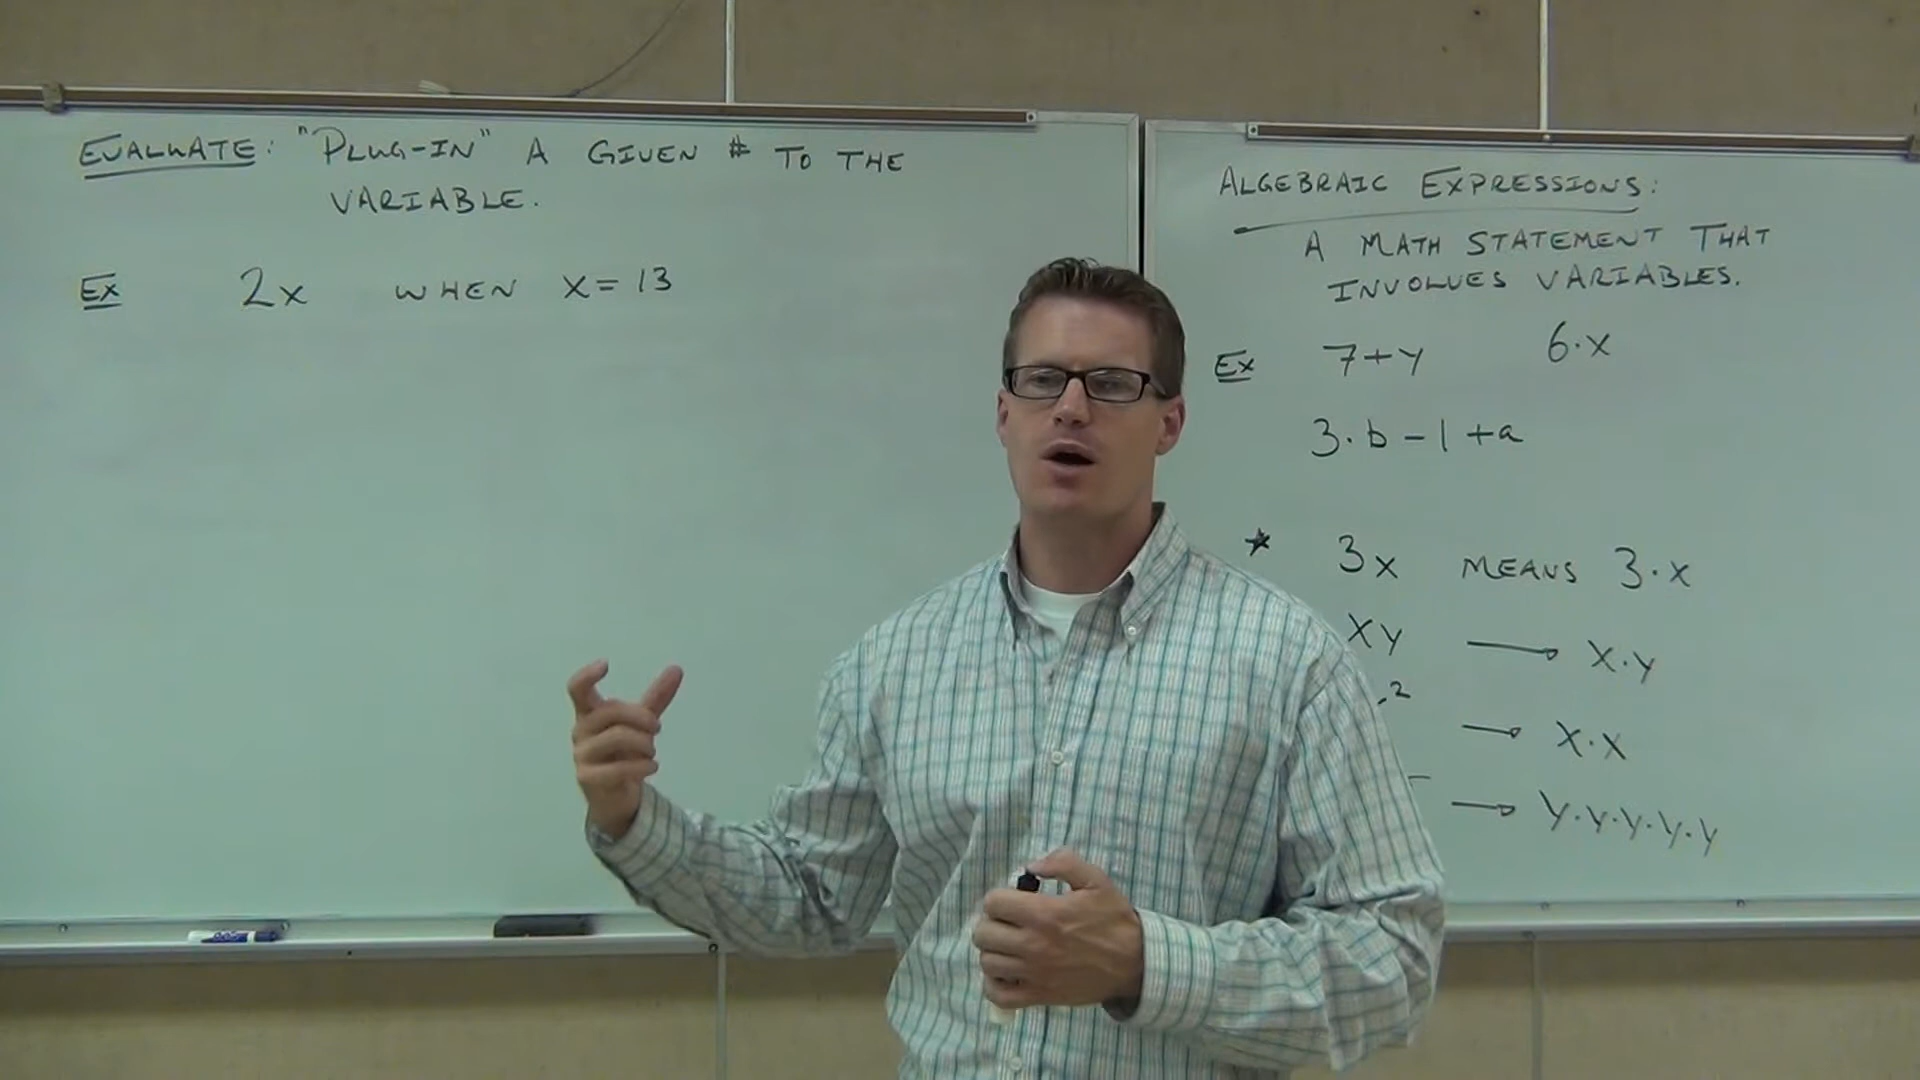 EVALUATE: "PLUG-IN" A GIVEN # TO THE
VARIABLE.
Ex 2x WHEN x=13
ALGEBRAIC EXPRESSIONS:
A MATH STATEMENT THAT
INVOLVES VARIABLES.
Ex 7+y 6·x
3·b-1+a
★ 3x MEANS 3·x
xy → x·y
2 → x·x
→ y·y·y·y·y